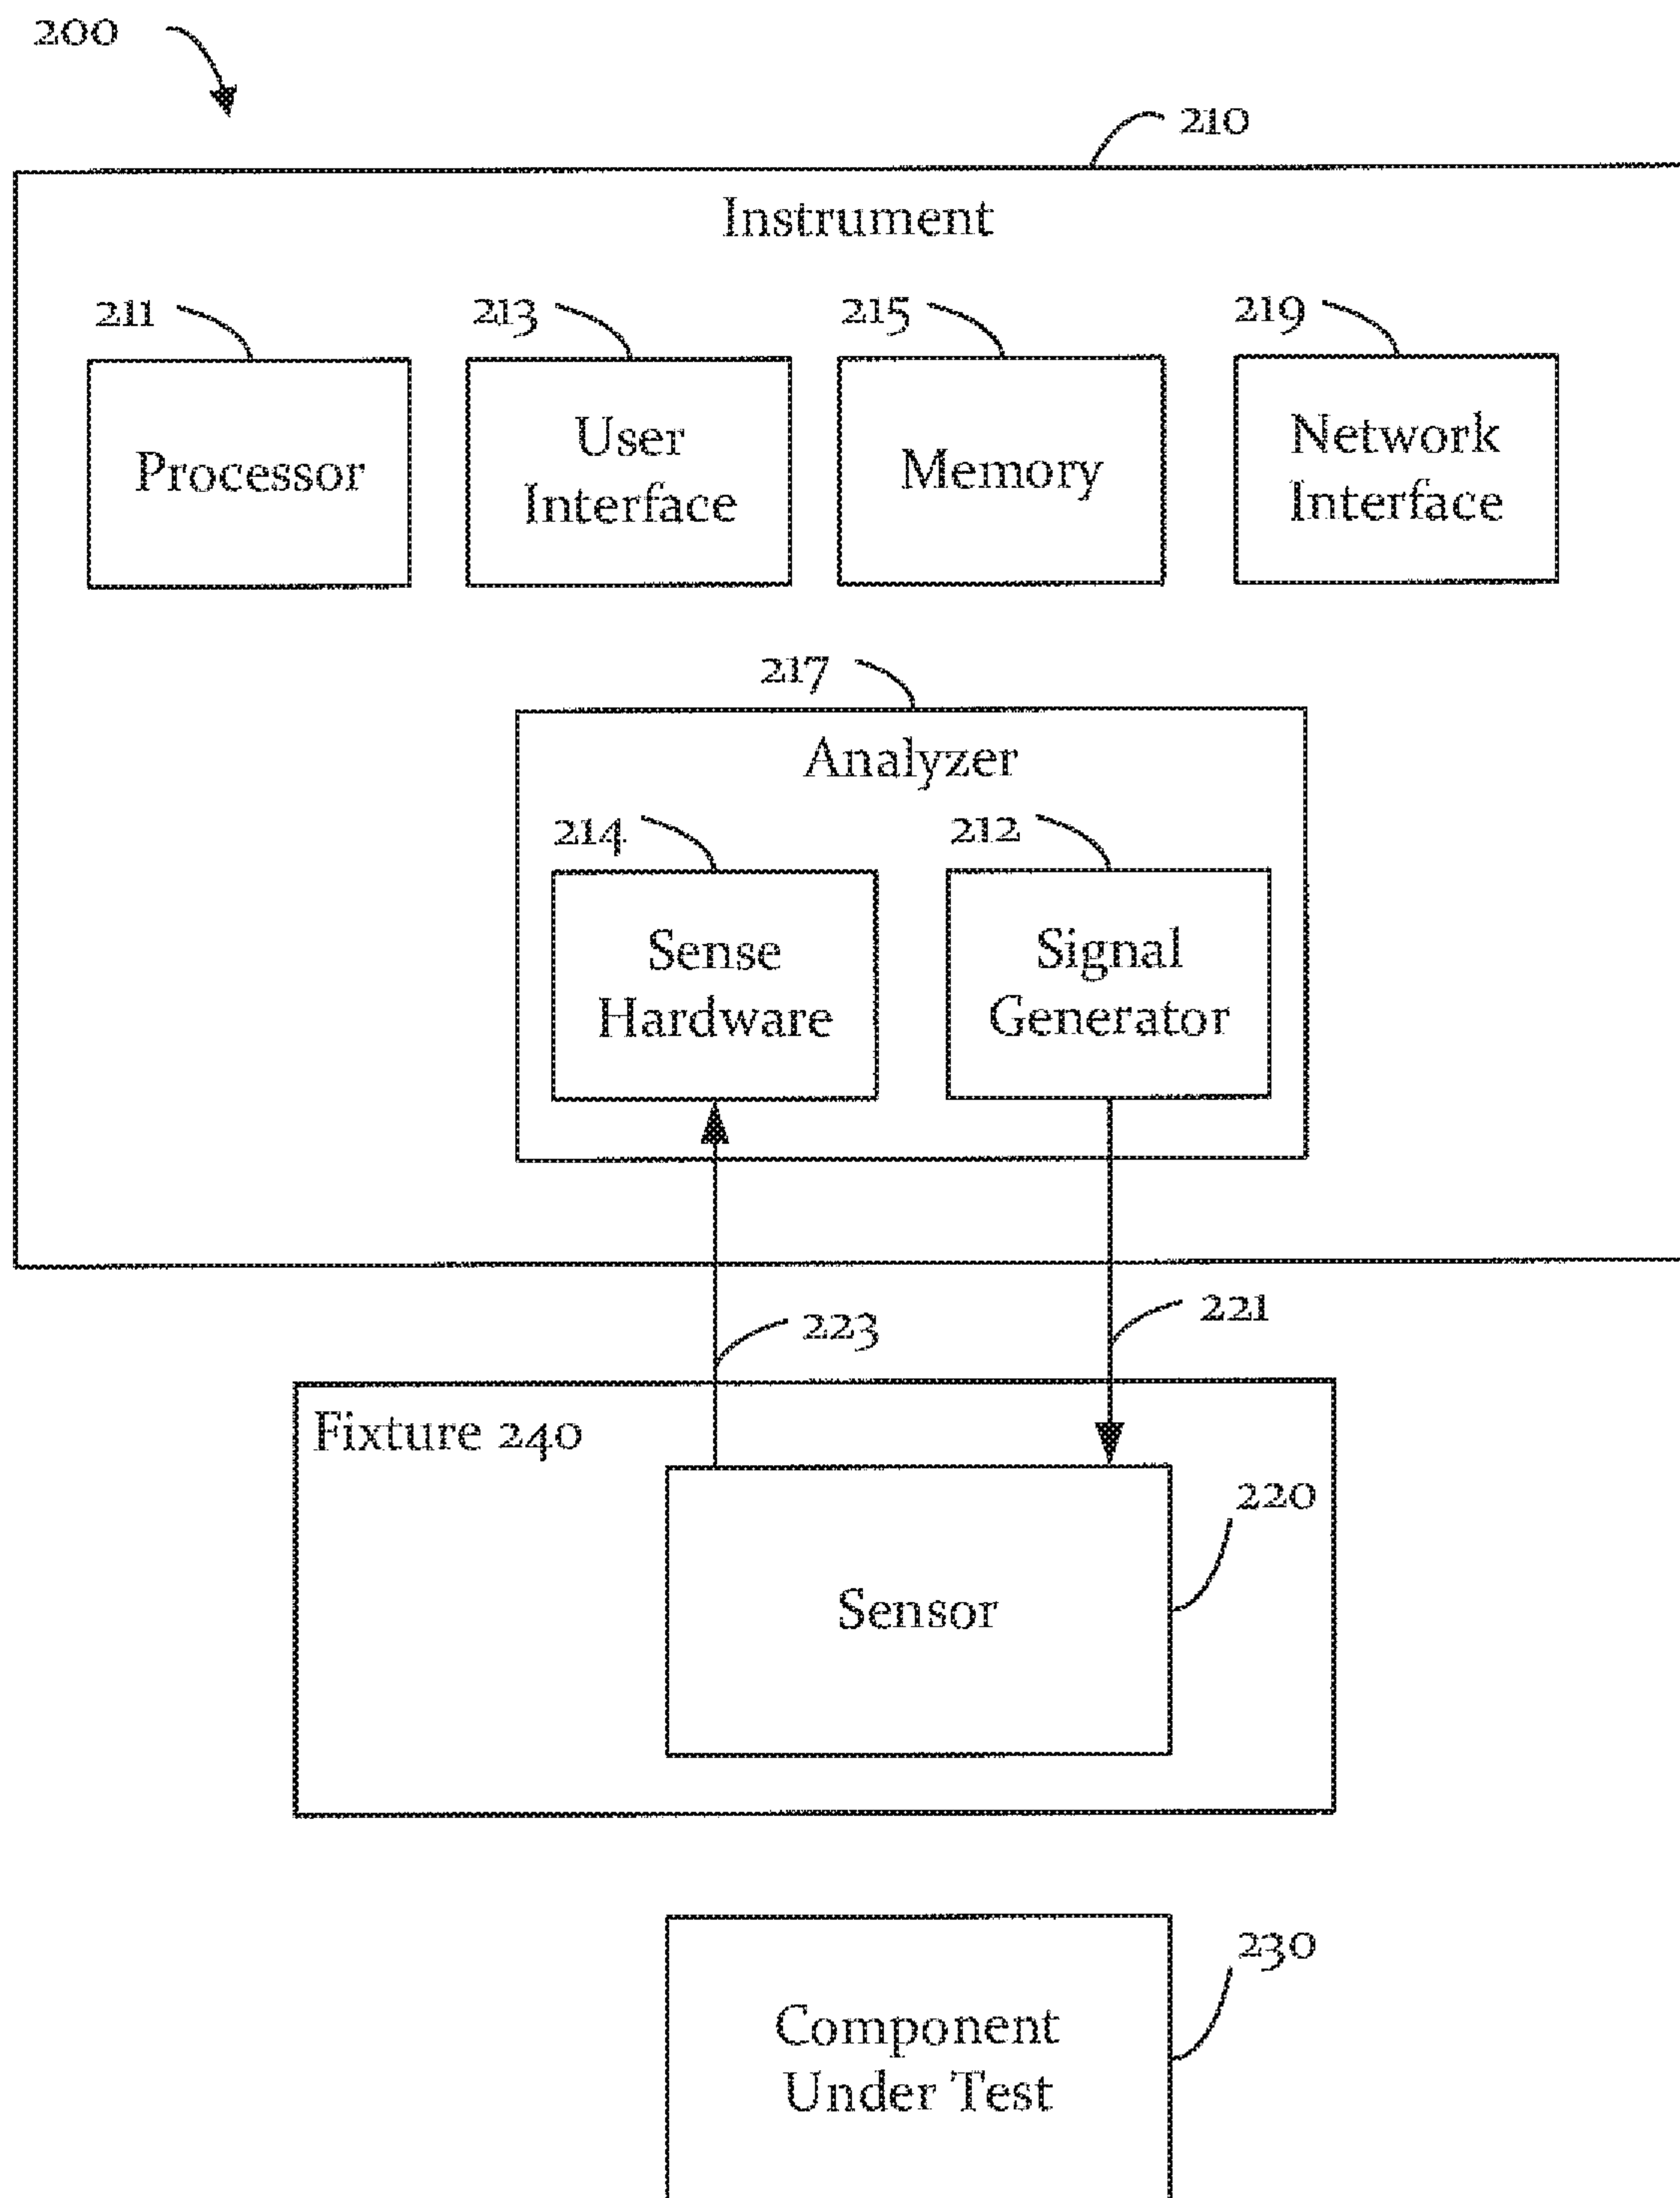 200
210
Instrument
211
213
215
219
Processor
User
Interface
Memory
Network
Interface
217
Analyzer
214
212
Sense
Hardware
Signal
Generator
223
221
Fixture 240
220
Sensor
230
Component
Under Test